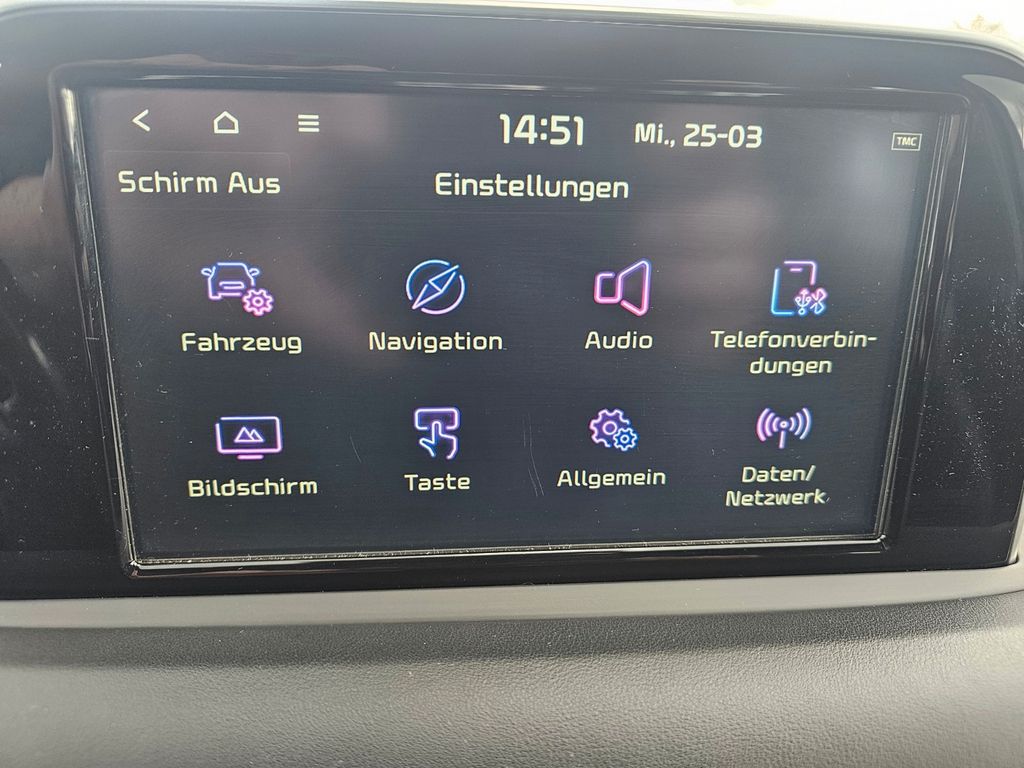 14:51 Mi., 25-03
TMC
Schirm Aus
Einstellungen
Fahrzeug
Navigation
Audio
Telefonverbin-
dungen
Bildschirm
Taste
Allgemein
Daten/
Netzwerk